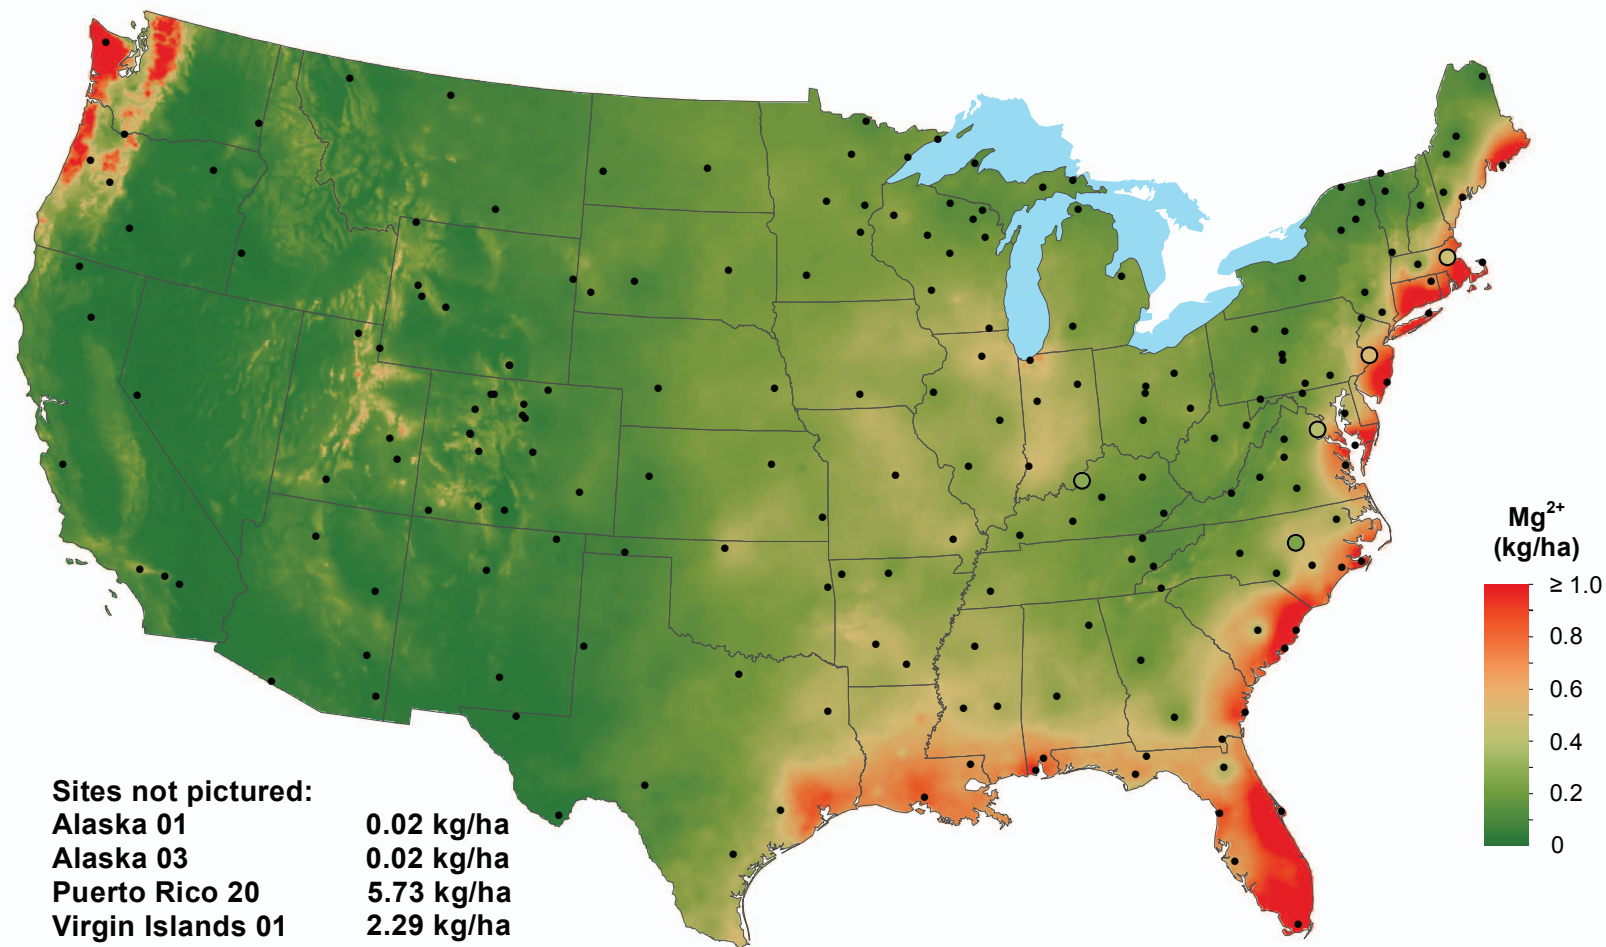 Mg²⁺
(kg/ha)
≥ 1.0
0.8
0.6
0.4
0.2
0
Sites not pictured:
Alaska 01 0.02 kg/ha
Alaska 03 0.02 kg/ha
Puerto Rico 20 5.73 kg/ha
Virgin Islands 01 2.29 kg/ha